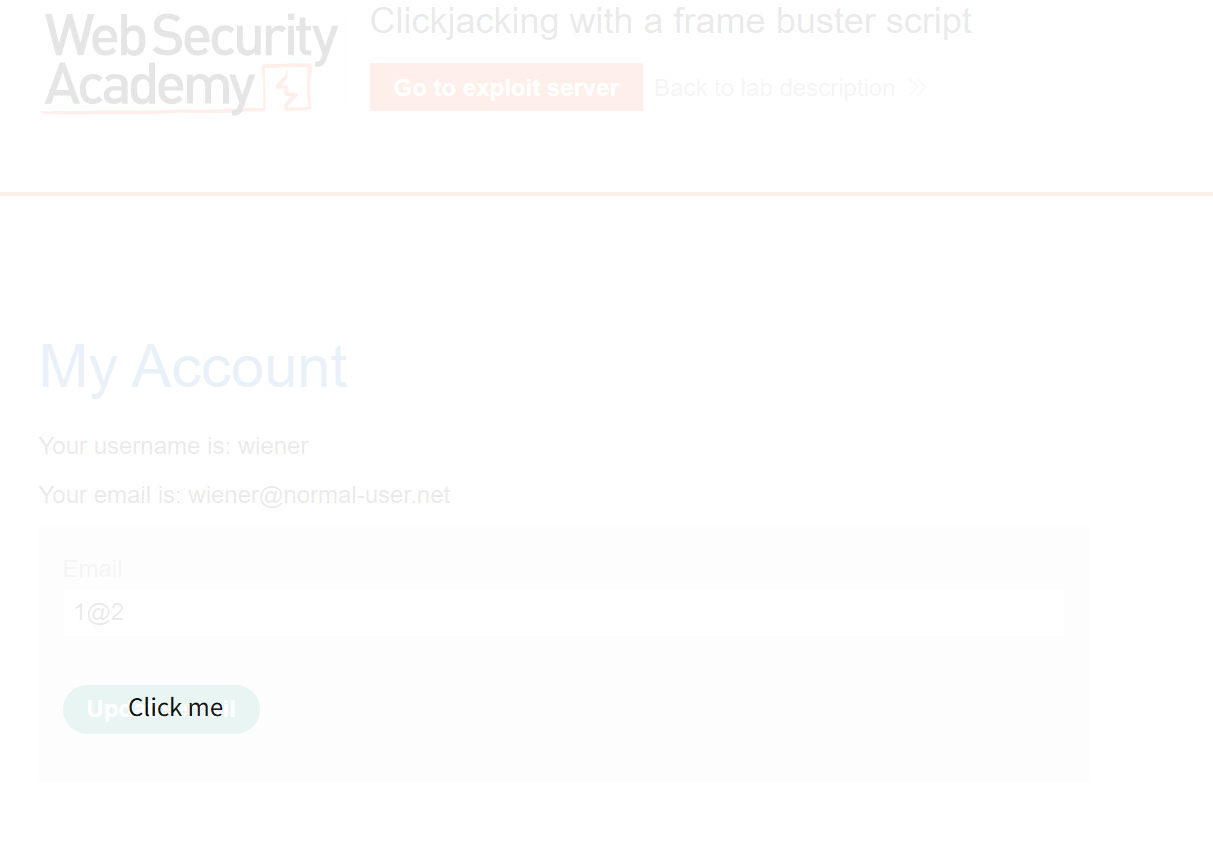 Web Security
Academy
Clickjacking with a frame buster script
Go to exploit server
Back to lab description
My Account
Your username is: wiener
Your email is: wiener@normal-user.net
Email
1@2
Click me